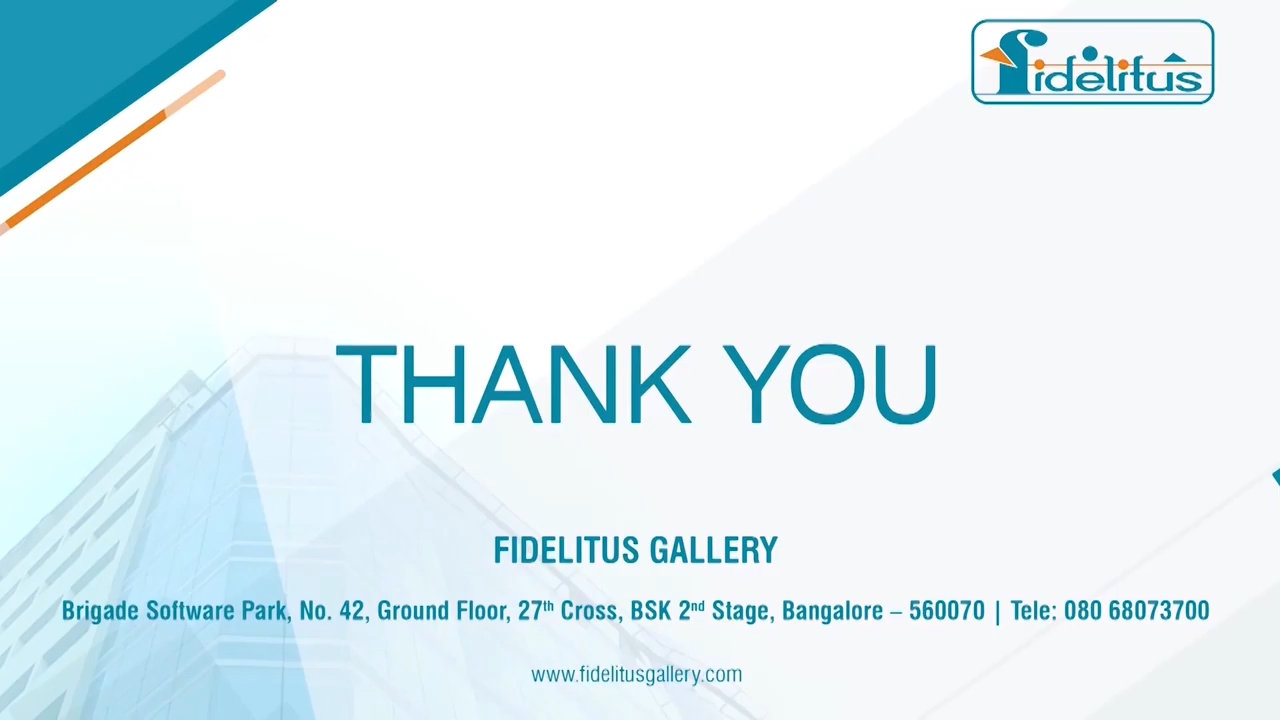 fidelitus
THANK YOU
FIDELITUS GALLERY
Brigade Software Park, No. 42, Ground Floor, 27th Cross, BSK 2nd Stage, Bangalore – 560070 | Tele: 080 68073700
www.fidelitusgallery.com